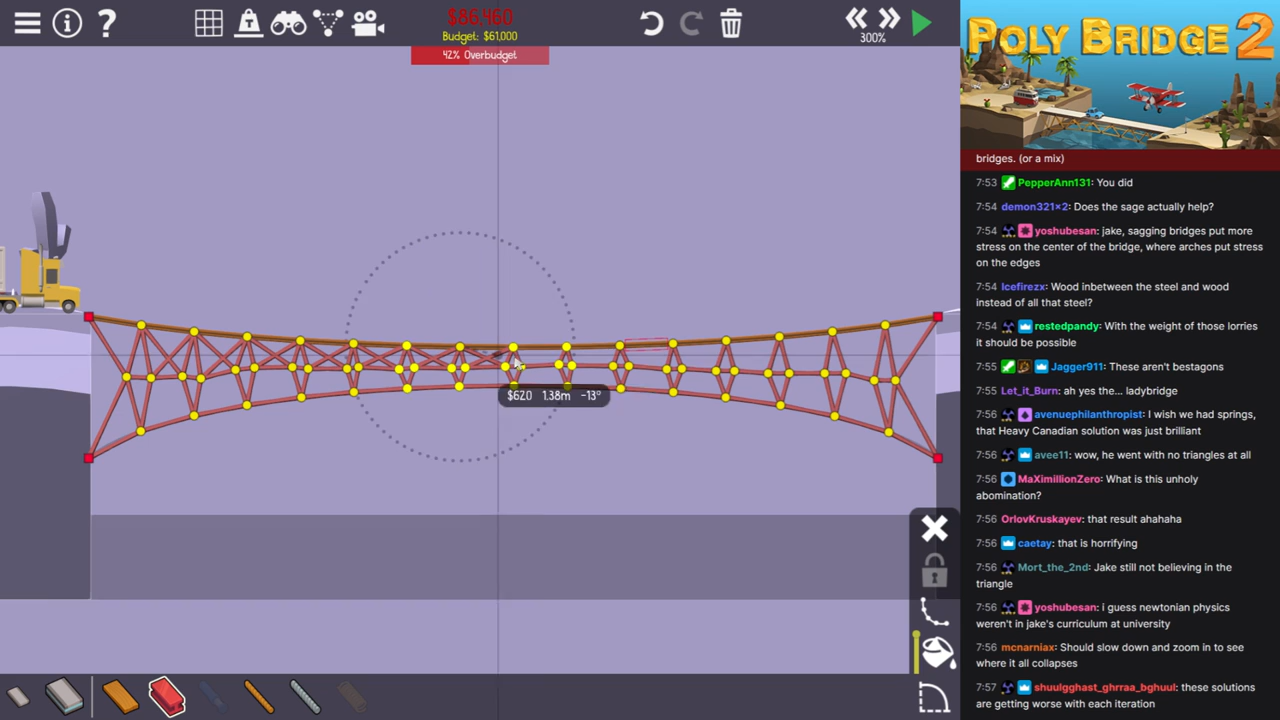 $86,460
Budget: $61,000
42% Overbudget
300%
POLY BRIDGE 2
bridges. (or a mix)
7:53 PepperAnn131: You did
7:54 demon321x2: Does the sage actually help?
7:54 yoshubesan: jake, sagging bridges put more
stress on the center of the bridge, where arches put stress
on the edges
7:54 Icefirezx: Wood inbetween the steel and wood
instead of all that steel?
7:54 restedpandy: With the weight of those lorries
it should be possible
7:55 Jagger911: These aren't bestagons
7:55 Let_it_Burn: ah yes the... ladybridge
7:56 avenuephilanthropist: I wish we had springs,
that Heavy Canadian solution was just brilliant
7:56 avee11: wow, he went with no triangles at all
7:56 MaXimillionZero: What is this unholy
abomination?
7:56 OrlovKruskayev: that result ahahaha
7:56 caetay: that is horrifying
7:56 Mort_the_2nd: Jake still not believing in the
triangle
7:56 yoshubesan: i guess newtonian physics
weren't in jake's curriculum at university
7:56 mcnarniax: Should slow down and zoom in to see
where it all collapses
7:57 shuulgghast_ghrraa_bghuul: these solutions
are getting worse with each iteration
$620 1.38m -13°